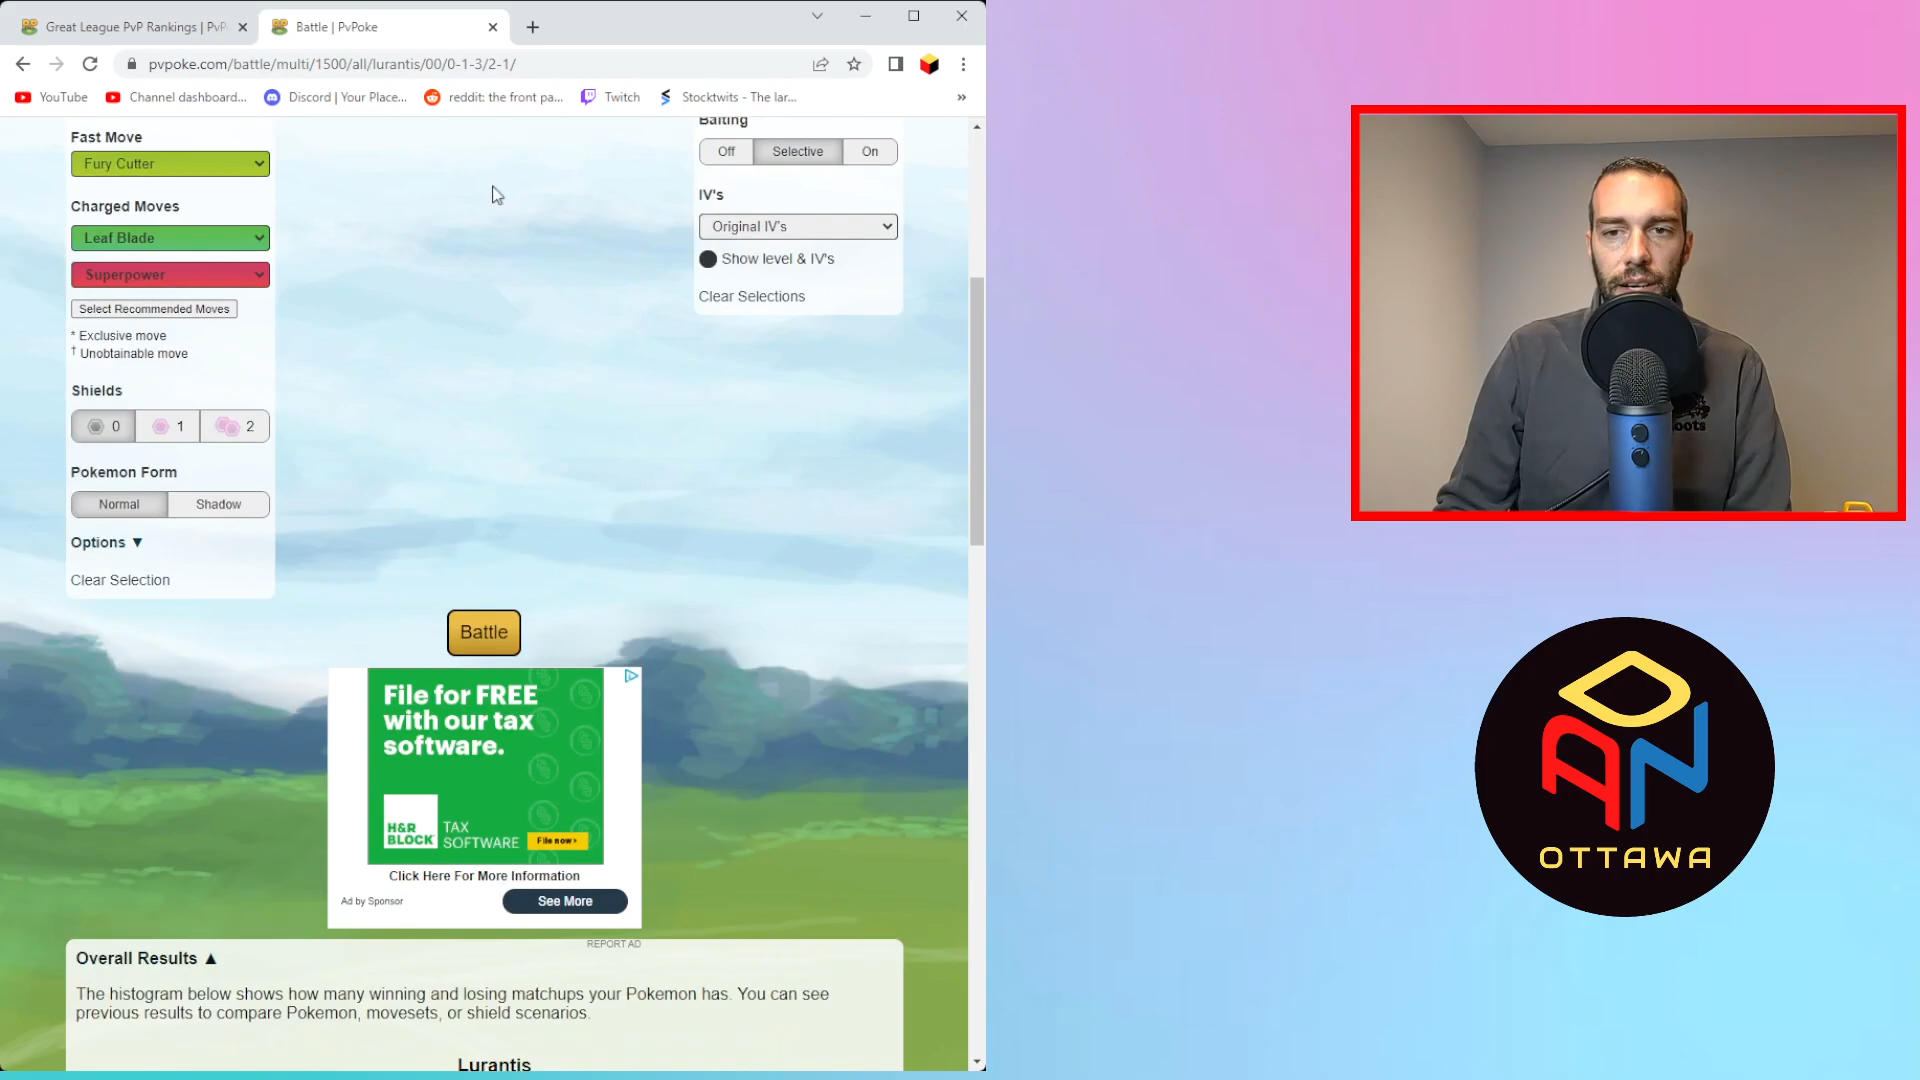 Great League PvP Rankings | PvP
Battle | PvPoke
pvpoke.com/battle/multi/1500/all/lurantis/00/0-1-3/2-1/
YouTube
Channel dashboard...
Discord | Your Place...
reddit: the front pa...
Twitch
Stocktwits - The lar...
»
Fast Move
Fury Cutter
Charged Moves
Leaf Blade
Superpower
Select Recommended Moves
* Exclusive move
† Unobtainable move
Shields
0
1
2
Pokemon Form
Normal
Shadow
Options ▼
Clear Selection
Baiting
Off
Selective
On
IV's
Original IV's
Show level & IV's
Clear Selections
Battle
File for FREE
with our tax
software.
H&R
BLOCK
TAX
SOFTWARE
File now ›
Click Here For More Information
Ad by Sponsor
See More
REPORT AD
Overall Results ▲
The histogram below shows how many winning and losing matchups your Pokemon has. You can see
previous results to compare Pokemon, movesets, or shield scenarios.
Lurantis
OTTAWA